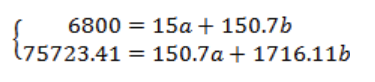 6800 = 15a + 150.7b
75723.41 = 150.7a + 1716.11b